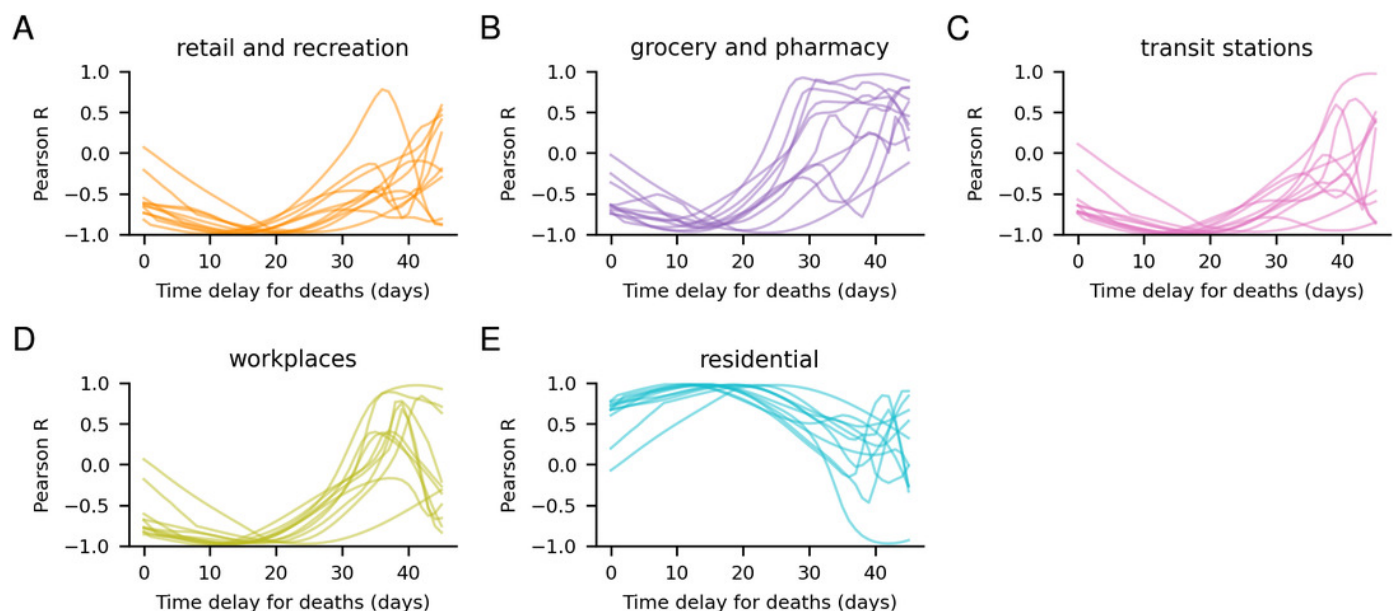 A
retail and recreation
1.0
0.5
0.0
−0.5
−1.0
Pearson R
0 10 20 30 40
Time delay for deaths (days)
B
grocery and pharmacy
1.0
0.5
0.0
−0.5
−1.0
Pearson R
0 10 20 30 40
Time delay for deaths (days)
C
transit stations
1.0
0.5
0.0
−0.5
−1.0
Pearson R
0 10 20 30 40
Time delay for deaths (days)
D
workplaces
1.0
0.5
0.0
−0.5
−1.0
Pearson R
0 10 20 30 40
Time delay for deaths (days)
E
residential
1.0
0.5
0.0
−0.5
−1.0
Pearson R
0 10 20 30 40
Time delay for deaths (days)